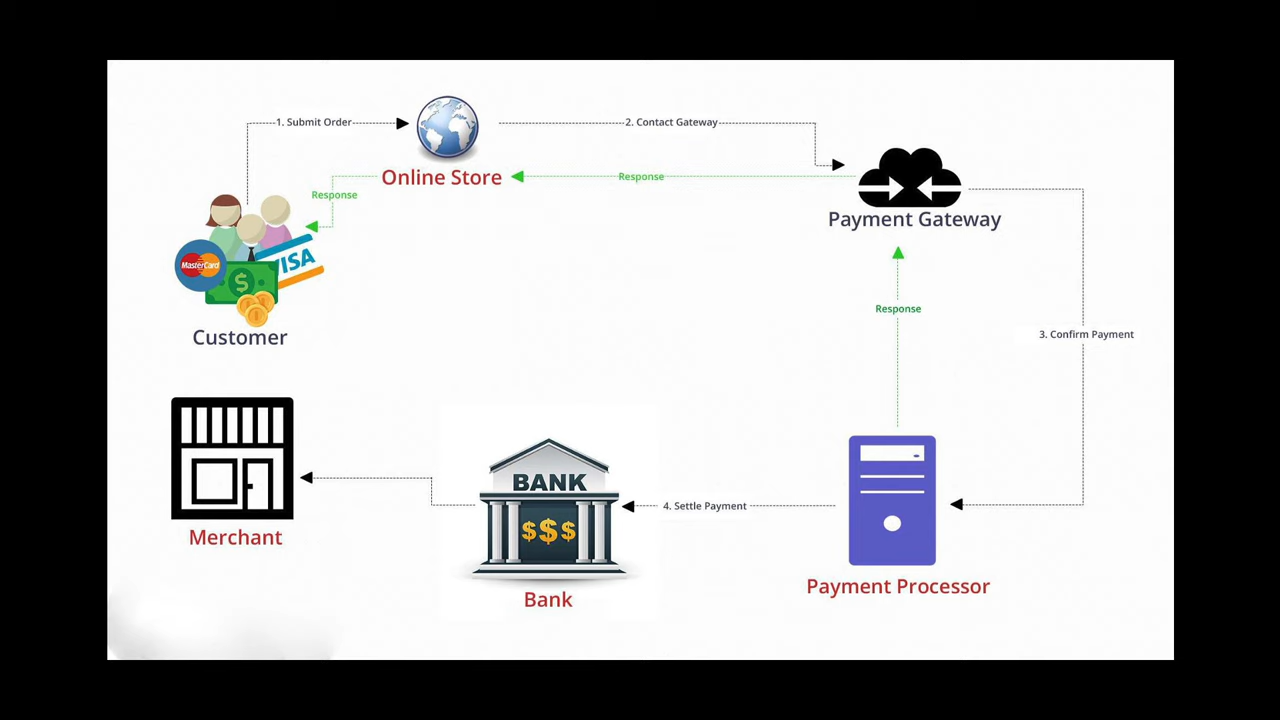 1. Submit Order
2. Contact Gateway
Online Store
Response
Response
Payment Gateway
MasterCard
VISA
Customer
Response
3. Confirm Payment
BANK
$$$
4. Settle Payment
Merchant
Bank
Payment Processor